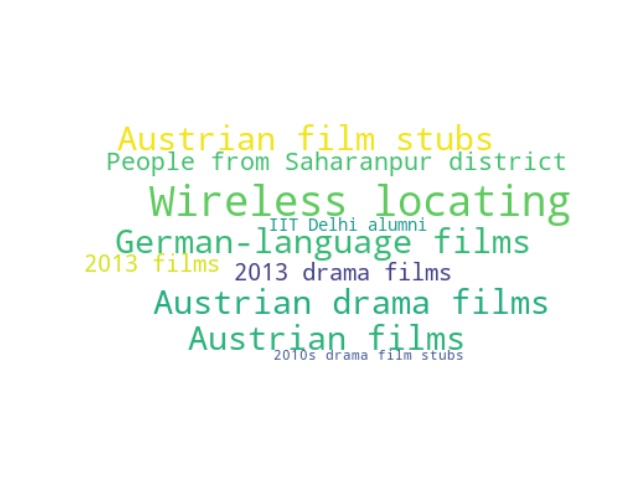 Austrian film stubs
People from Saharanpur district
Wireless locating
IIT Delhi alumni
German-language films
2013 films
2013 drama films
Austrian drama films
Austrian films
2010s drama film stubs